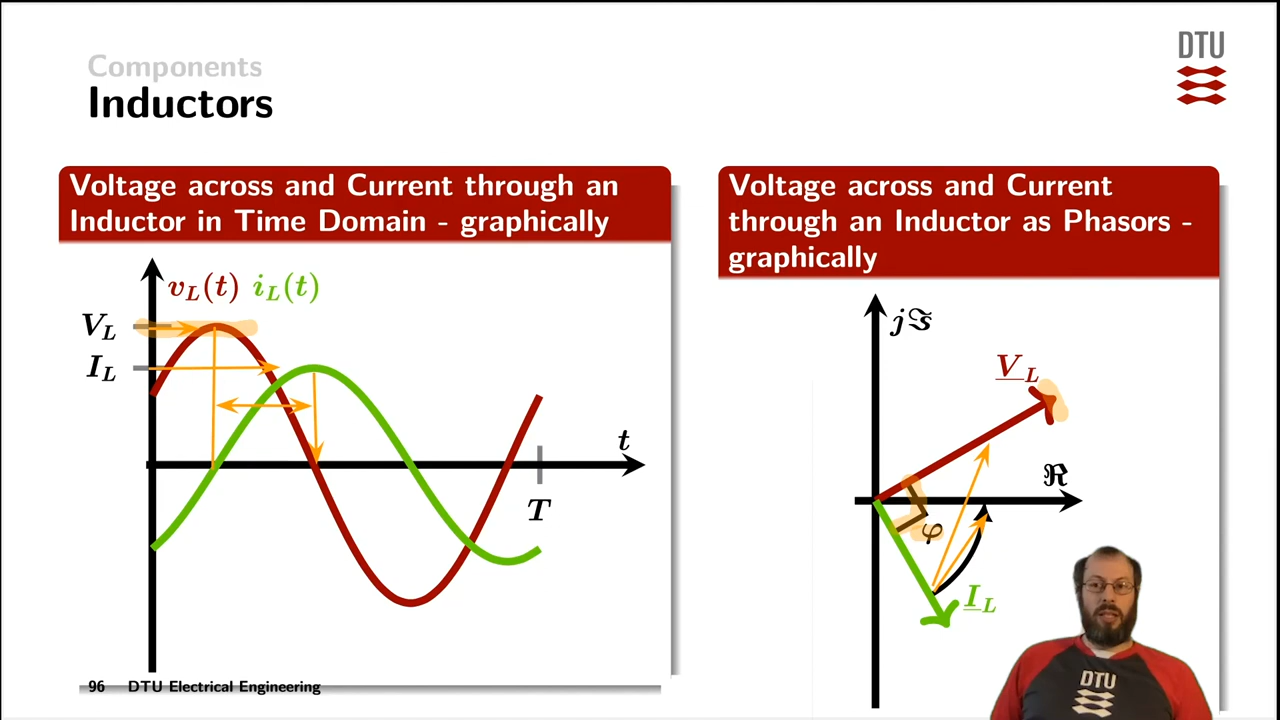 Components
Inductors
DTU
Voltage across and Current through an
Inductor in Time Domain - graphically
v_L(t) i_L(t)
V_L
I_L
t
T
Voltage across and Current
through an Inductor as Phasors -
graphically
jℑ
V_L
ℜ
φ
I_L
DTU
96 DTU Electrical Engineering